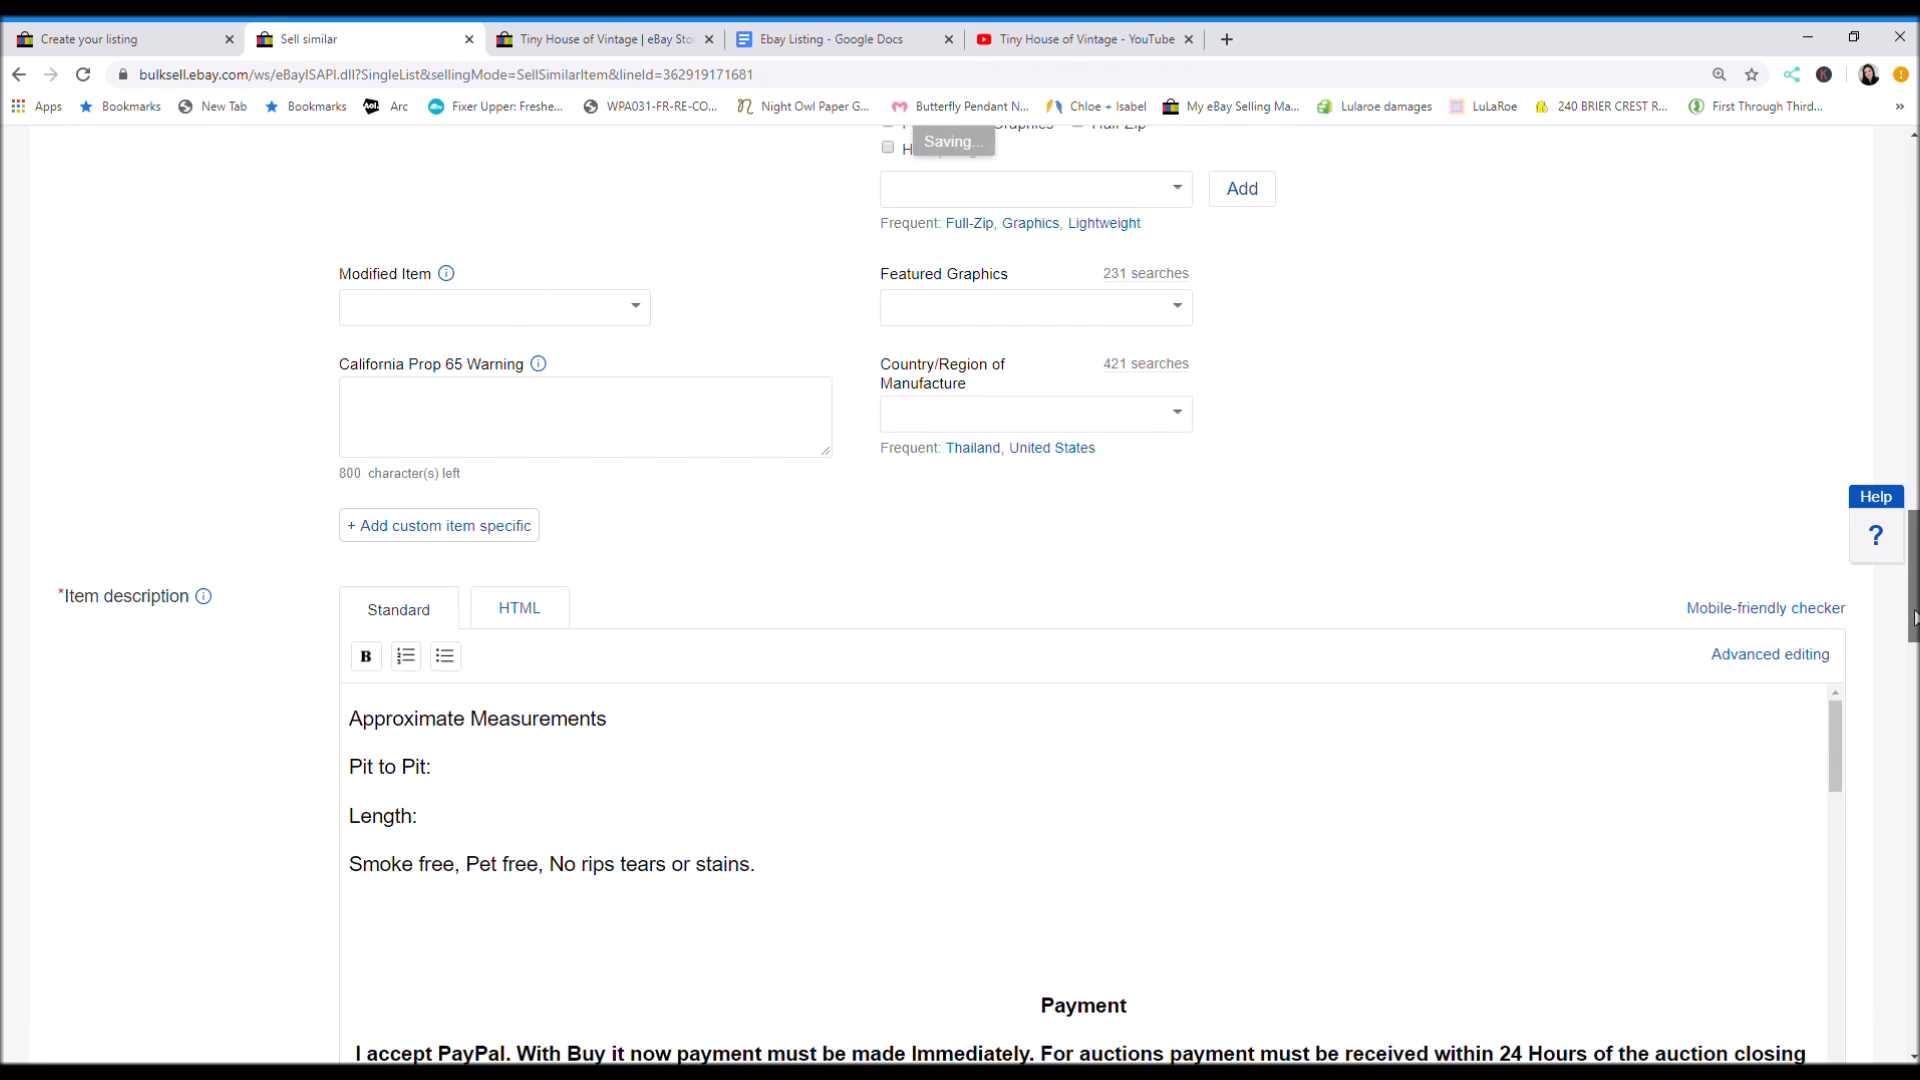 Create your listing
Sell similar
Tiny House of Vintage | eBay Sto
Ebay Listing - Google Docs
Tiny House of Vintage - YouTube
bulksell.ebay.com/ws/eBayISAPI.dll?SingleList&sellingMode=SellSimilarItem&lineId=362919171681
Apps
Bookmarks
New Tab
Bookmarks
Aol.
Arc
Fixer Upper: Freshe...
WPA031-FR-RE-CO...
Night Owl Paper G...
Butterfly Pendant N...
Chloe + Isabel
My eBay Selling Ma...
Lularoe damages
LuLaRoe
240 BRIER CREST R...
First Through Third...
»
Saving...
Add
Frequent: Full-Zip, Graphics, Lightweight
Modified Item
Featured Graphics
231 searches
California Prop 65 Warning
Country/Region of
Manufacture
421 searches
Frequent: Thailand, United States
800 character(s) left
+ Add custom item specific
Help
?
*Item description
Standard
HTML
Mobile-friendly checker
B
Advanced editing
Approximate Measurements
Pit to Pit:
Length:
Smoke free, Pet free, No rips tears or stains.
Payment
I accept PayPal. With Buy it now payment must be made Immediately. For auctions payment must be received within 24 Hours of the auction closing